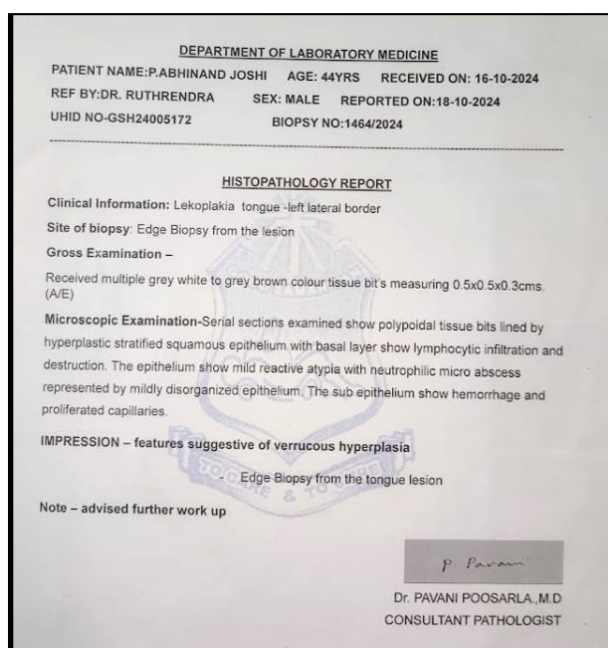 DEPARTMENT OF LABORATORY MEDICINE
PATIENT NAME:P.ABHINAND JOSHI AGE: 44YRS RECEIVED ON: 16-10-2024
REF BY:DR. RUTHRENDRA SEX: MALE REPORTED ON:18-10-2024
UHID NO-GSH24005172 BIOPSY NO:1464/2024
HISTOPATHOLOGY REPORT
Clinical Information: Lekoplakia tongue -left lateral border
Site of biopsy: Edge Biopsy from the lesion
Gross Examination –
Received multiple grey white to grey brown colour tissue bit's measuring 0.5x0.5x0.3cms.
(A/E)
Microscopic Examination-Serial sections examined show polypoidal tissue bits lined by
hyperplastic stratified squamous epithelium with basal layer show lymphocytic infiltration and
destruction. The epithelium show mild reactive atypia with neutrophilic micro abscess
represented by mildly disorganized epithelium. The sub epithelium show hemorrhage and
proliferated capillaries.
IMPRESSION – features suggestive of verrucous hyperplasia
- Edge Biopsy from the tongue lesion
TO CARE & TO CURE
Note – advised further work up
P. Pavani
Dr. PAVANI POOSARLA.,M.D
CONSULTANT PATHOLOGIST